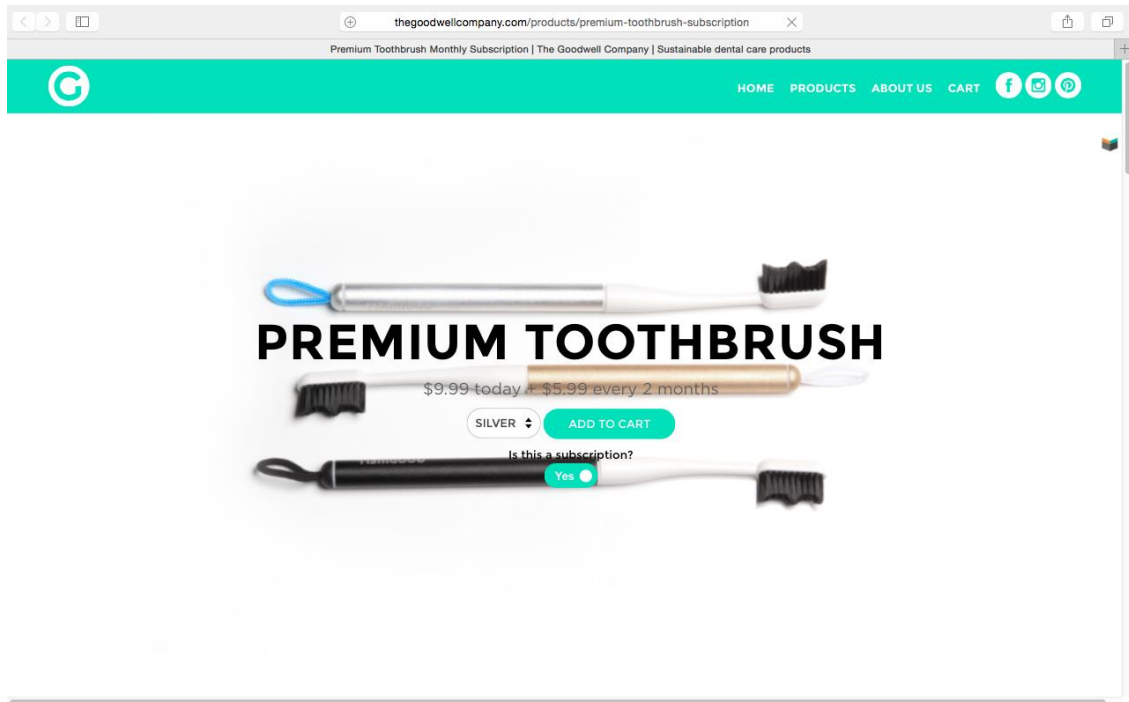 thegoodwellcompany.com/products/premium-toothbrush-subscription
Premium Toothbrush Monthly Subscription | The Goodwell Company | Sustainable dental care products
G
HOME PRODUCTS ABOUT US CART
PREMIUM TOOTHBRUSH
$9.99 today + $5.99 every 2 months
SILVER ADD TO CART
Is this a subscription?
Yes